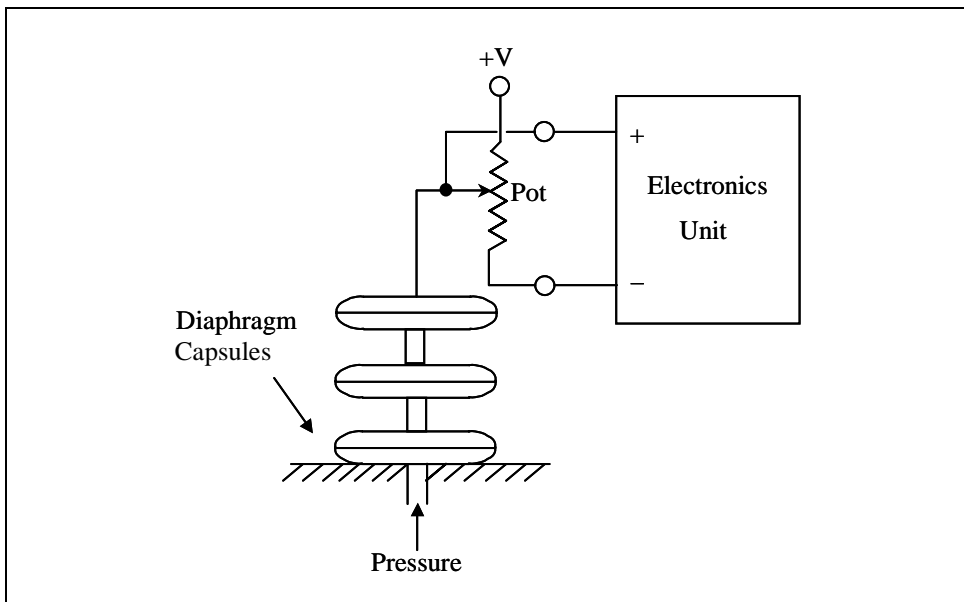 +V
+
Pot
Electronics
Unit
−
Diaphragm
Capsules
Pressure